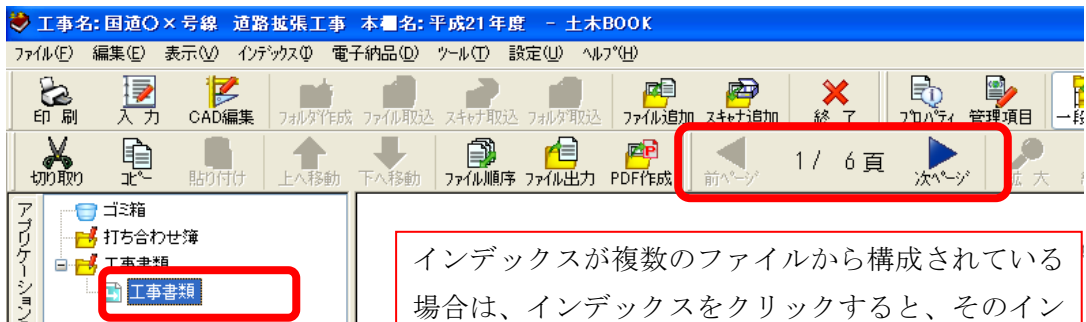 工事名:国道○×号線 道路拡張工事 本棚名:平成21年度 - 土木BOOK
ファイル(F) 編集(E) 表示(V) インデックス(I) 電子納品(D) ツール(T) 設定(U) ヘルプ(H)
印 刷 入 力 CAD編集 フォルダ作成 ファイル取込 スキャナ取込 フォルダ取込 ファイル追加 スキャナ追加 終 了 プロパティ 管理項目 一段
切り取り コピー 貼り付け 上へ移動 下へ移動 ファイル順序 ファイル出力 PDF作成 前ページ 1/ 6 頁 次ページ 拡 大
アプリケーション
ゴミ箱
打ち合わせ簿
工事書類
工事書類
インデックスが複数のファイルから構成されている
場合は、インデックスをクリックすると、そのイン